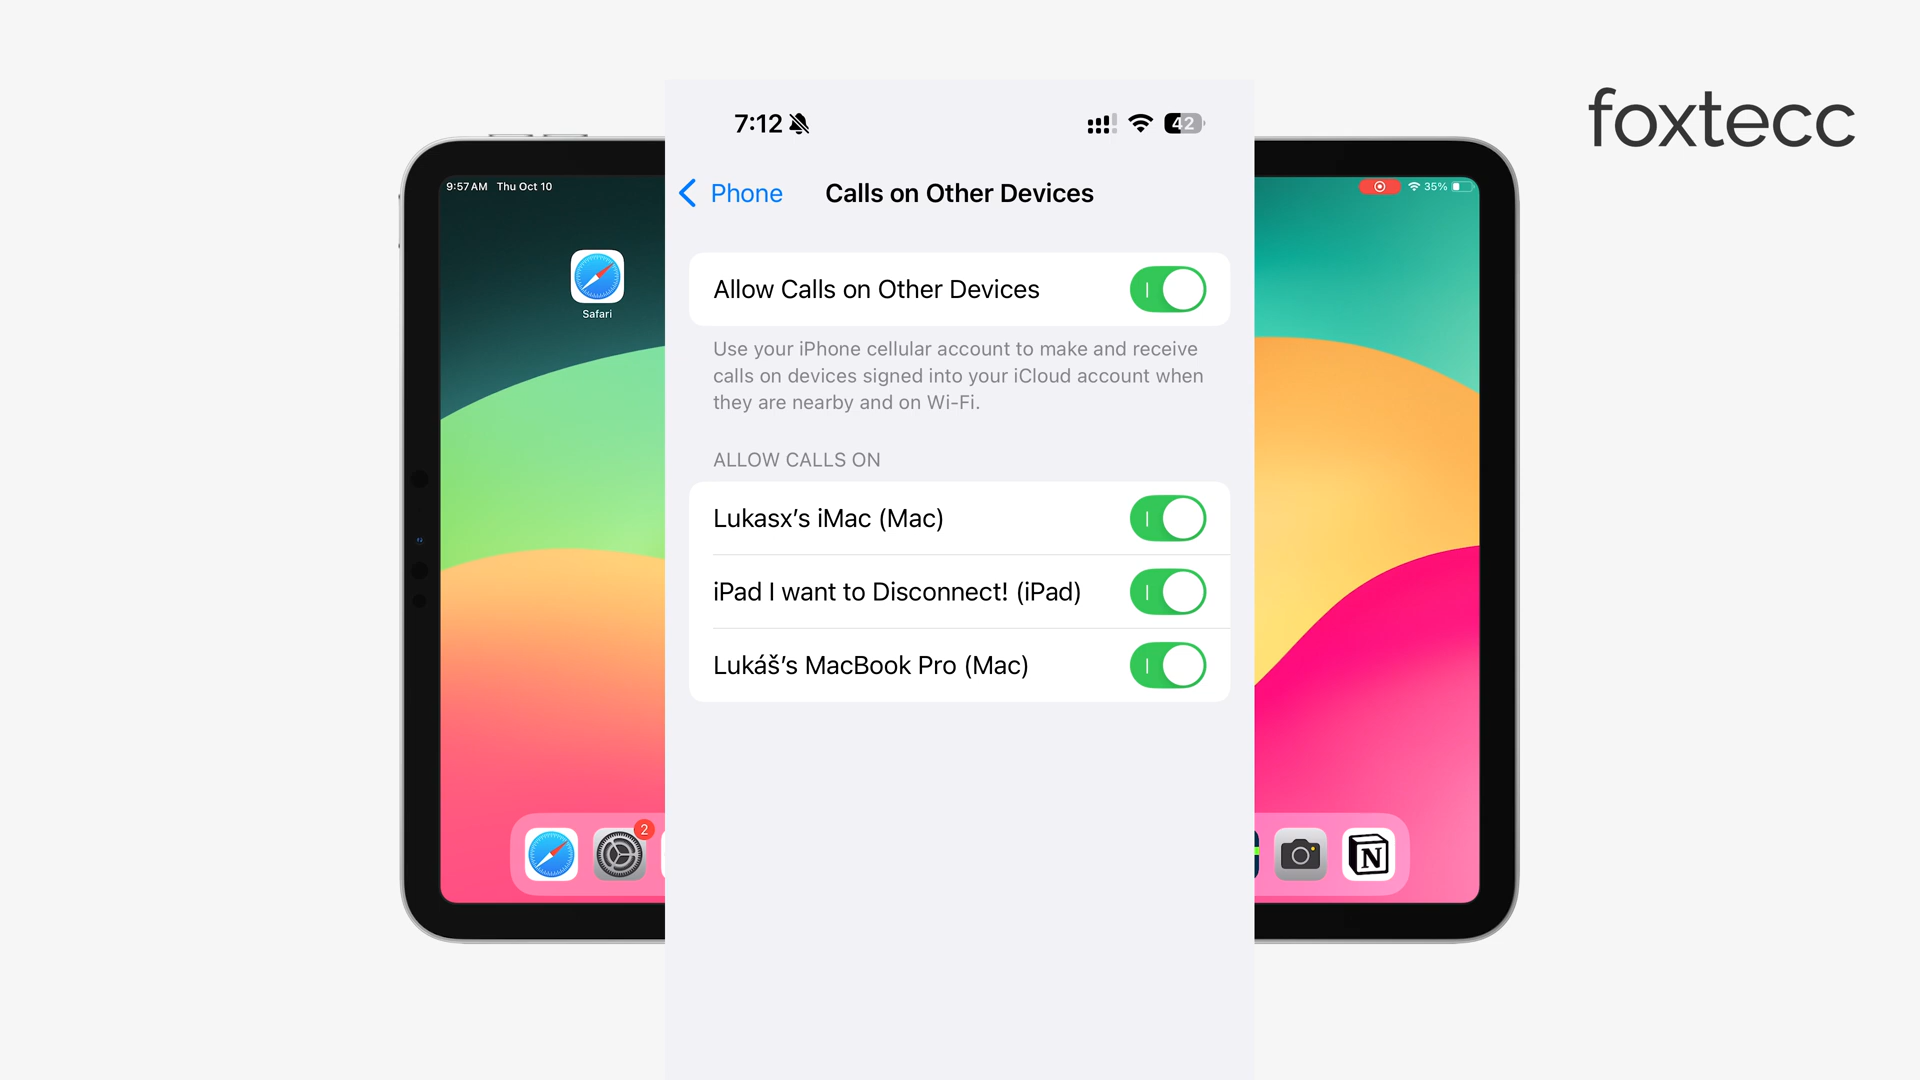 foxtecc
7:12
42
9:57 AM Thu Oct 10
35%
Phone
Calls on Other Devices
Allow Calls on Other Devices
Use your iPhone cellular account to make and receive
calls on devices signed into your iCloud account when
they are nearby and on Wi-Fi.
ALLOW CALLS ON
Lukasx’s iMac (Mac)
iPad I want to Disconnect! (iPad)
Lukáš’s MacBook Pro (Mac)
Safari
2
N